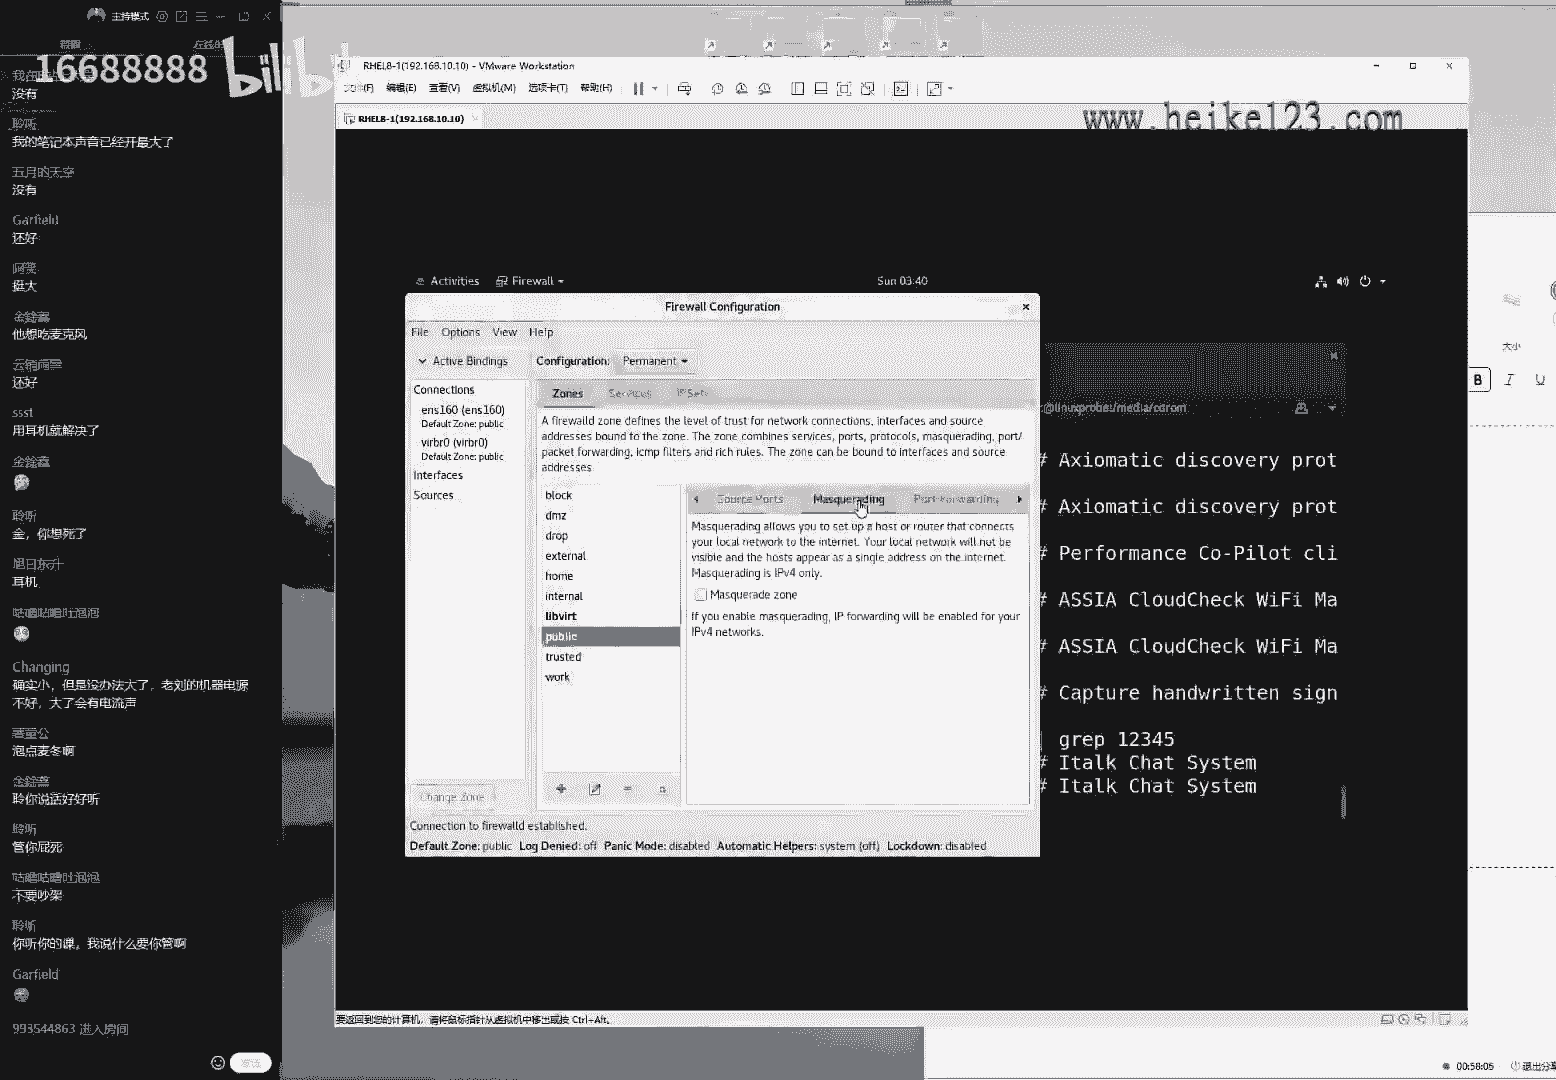 主持模式
16688888
bilibili
我在
没有
聆听
我的笔记本声音已经开最大了
五月的天空
没有
Garfield
还好
阿龚
挺大
金鑫鑫
他想吃麦克风
还好
ssst
用耳机就解决了
金鑫鑫
聆听
金，你想死了
旭日东升
耳机
咕噜咕噜吐泡泡
Changing
确实小，但是没办法大了，老刘的机器电源
不好，大了会有电流声
泡点麦冬啊
金鑫鑫
聆你说话好好听
聆听
管你屁死
咕噜咕噜吐泡泡
不要吵架
聆听
你听你的课，我说什么要你管啊
Garfield
993544863 进入房间
RHEL8-1(192.168.10.10) - VMware Workstation
文件(F) 编辑(E) 查看(V) 虚拟机(M) 选项卡(T) 帮助(H)
RHEL8-1(192.168.10.10)
www.heike123.com
Activities Firewall Sun 03:40
Firewall Configuration
File Options View Help
Active Bindings Configuration: Permanent
Connections
ens160 (ens160)
Default Zone: public
virbr0 (virbr0)
Default Zone: public
Interfaces
Sources
Change Zone
Zones Services IPSets
A firewalld zone defines the level of trust for network connections, interfaces and source
addresses bound to the zone. The zone combines services, ports, protocols, masquerading, port/
packet forwarding, icmp filters and rich rules. The zone can be bound to interfaces and source
addresses
block
dmz
drop
external
home
internal
libvirt
public
trusted
work
Source Ports Masquerading Port Forwarding
Masquerading allows you to set up a host or router that connects
your local network to the internet. Your local network will not be
visible and the hosts appear as a single address on the internet.
Masquerading is IPv4 only.
Masquerade zone
If you enable masquerading, IP forwarding will be enabled for your
IPv4 networks.
Connection to firewalld established.
Default Zone: public Log Denied: off Panic Mode: disabled Automatic Helpers: system (off) Lockdown: disabled
@linuxprobe:/media/cdrom
# Axiomatic discovery prot
# Axiomatic discovery prot
# Performance Co-Pilot cli
# ASSIA CloudCheck WiFi Ma
# ASSIA CloudCheck WiFi Ma
# Capture handwritten sign
| grep 12345
# Italk Chat System
# Italk Chat System
大小
B I U
要返回到您的计算机，请将鼠标指针从虚拟机中移出或按 Ctrl+Alt。
00:58:05 退出分享
发送